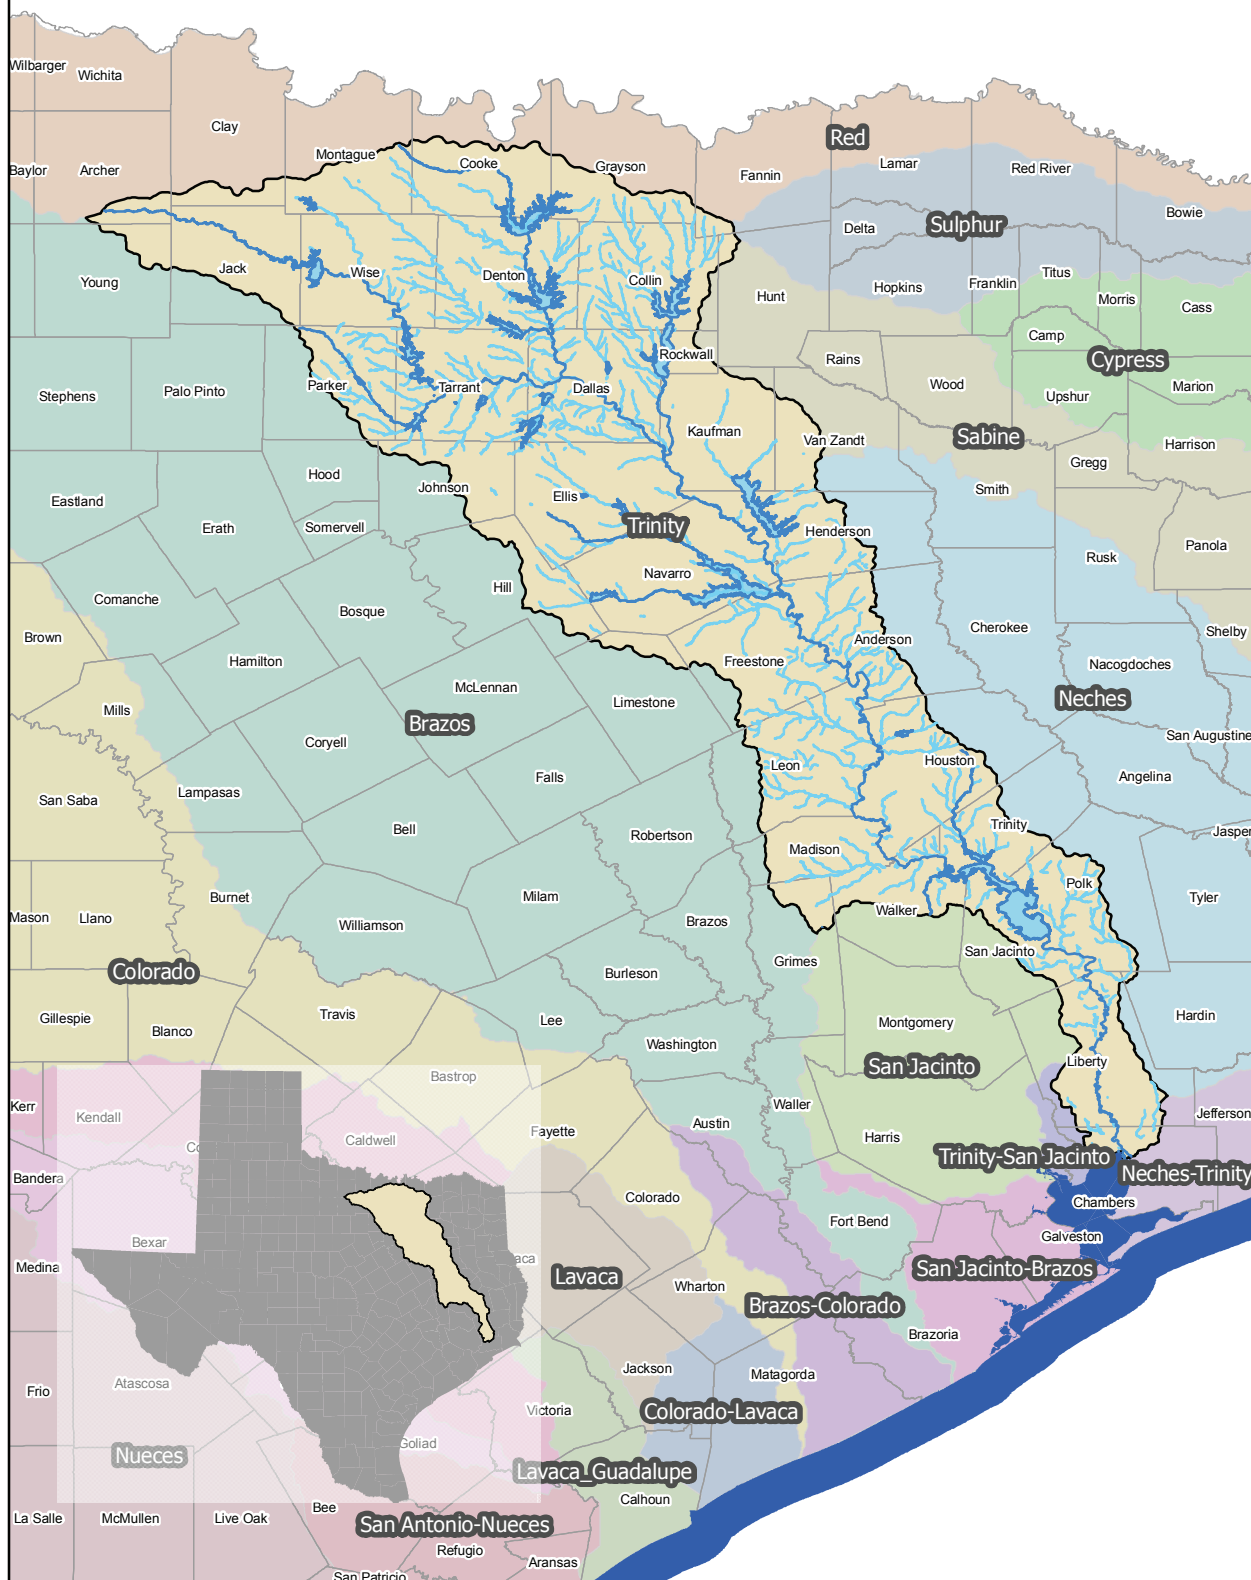 Wilbarger
Wichita
Clay
Montague
Cooke
Grayson
Red
Lamar
Red River
Baylor
Archer
Fannin
Bowie
Delta
Sulphur
Young
Jack
Wise
Denton
Collin
Hunt
Hopkins
Franklin
Titus
Morris
Cass
Camp
Cypress
Rockwall
Rains
Wood
Marion
Upshur
Stephens
Palo Pinto
Parker
Tarrant
Dallas
Kaufman
Van Zandt
Sabine
Harrison
Gregg
Smith
Hood
Johnson
Ellis
Eastland
Erath
Somervell
Trinity
Henderson
Panola
Rusk
Navarro
Hill
Comanche
Bosque
Brown
Cherokee
Shelby
Anderson
Hamilton
Freestone
Nacogdoches
McLennan
Limestone
Neches
Mills
Brazos
Coryell
San Augustine
Leon
Houston
Angelina
Falls
Lampasas
San Saba
Bell
Robertson
Madison
Trinity
Jasper
Polk
Burnet
Milam
Tyler
Mason
Llano
Williamson
Brazos
Walker
San Jacinto
Colorado
Burleson
Grimes
Gillespie
Blanco
Travis
Lee
Washington
Montgomery
Hardin
San Jacinto
Liberty
Bastrop
Kerr
Kendall
Waller
Jefferson
Caldwell
Fayette
Austin
Harris
Trinity-San Jacinto
Neches-Trinity
Bandera
Colorado
Chambers
Fort Bend
Bexar
Galveston
Medina
Lavaca
Wharton
San Jacinto-Brazos
Brazos-Colorado
Brazoria
Jackson
Matagorda
Atascosa
Frio
Victoria
Colorado-Lavaca
Goliad
Nueces
Lavaca_Guadalupe
Calhoun
La Salle
McMullen
Live Oak
Bee
San Antonio-Nueces
Refugio
Aransas
San Patricio